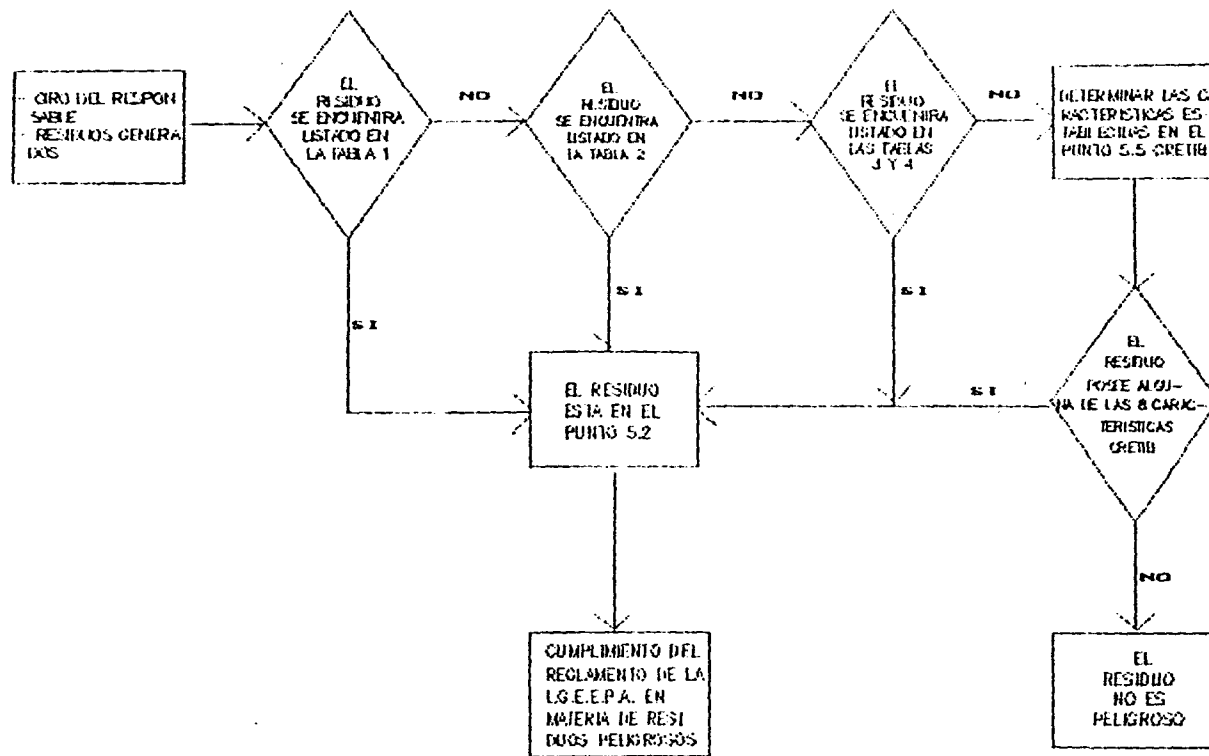 - GIRO DEL RESPON
SABLE
- RESIDUOS GENERA
DOS
EL
RESIDUO
SE ENCUENTRA
LISTADO EN
LA TABLA 1
NO
EL
RESIDUO
SE ENCUENTRA
LISTADO EN
LA TABLA 2
NO
EL
RESIDUO
SE ENCUENTRA
LISTADO EN
LAS TABLAS
3 Y 4
NO
DETERMINAR LAS C
RACTERISTICAS ES
TABLECIDAS EN EL
PUNTO 5.5 CRETIB
SI
SI
SI
EL RESIDUO
ESTA EN EL
PUNTO 5.2
SI
EL
RESIDUO
POSEE ALGU-
NA DE LAS 8 CARAC-
TERISTICAS
CRETIB
NO
CUMPLIMIENTO DEL
REGLAMENTO DE LA
L.G.E.E.P.A. EN
MATERIA DE RESI
DUOS PELIGROSOS
EL
RESIDUO
NO ES
PELIGROSO